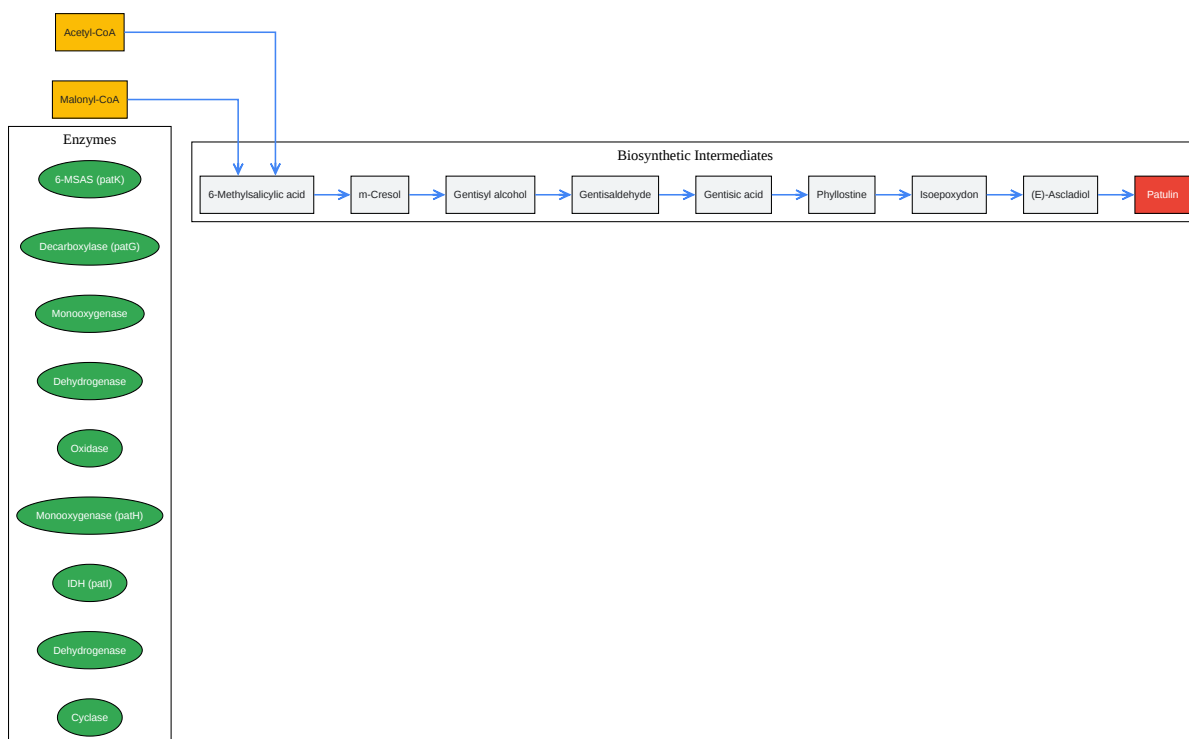 Acetyl-CoA
Malonyl-CoA
Enzymes
6-MSAS (patK)
Decarboxylase (patG)
Monooxygenase
Dehydrogenase
Oxidase
Monooxygenase (patH)
IDH (patI)
Dehydrogenase
Cyclase
Biosynthetic Intermediates
6-Methylsalicylic acid
m-Cresol
Gentisyl alcohol
Gentisaldehyde
Gentisic acid
Phyllostine
Isoepoxydon
(E)-Ascladiol
Patulin